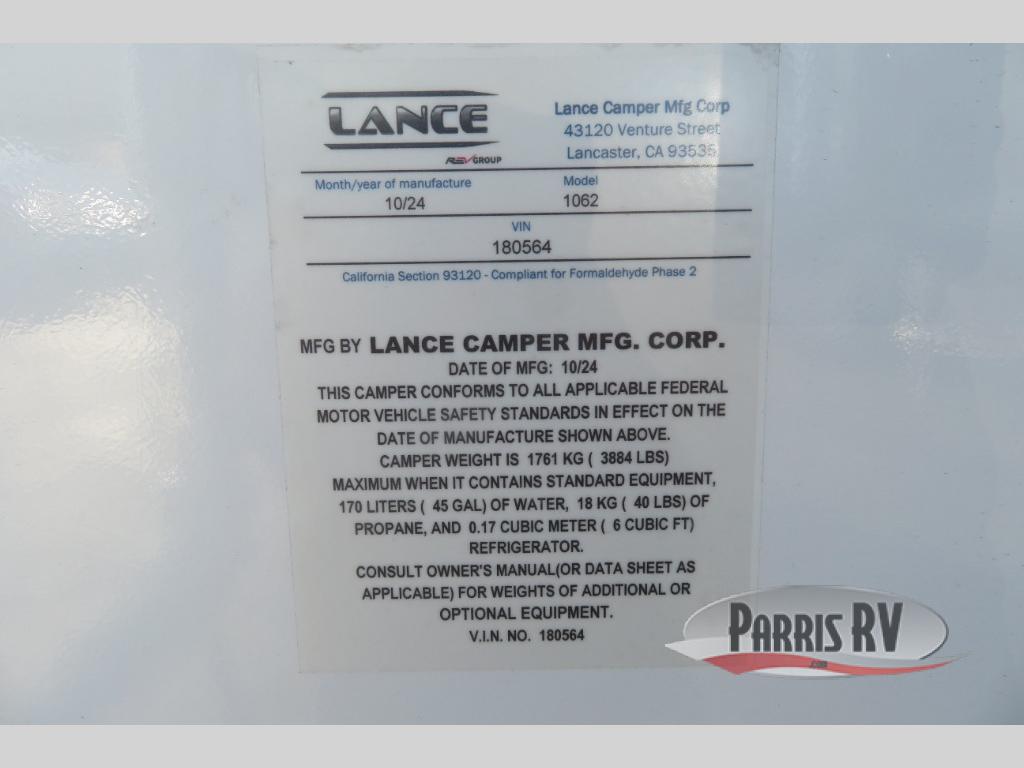 LANCE
REV GROUP
Lance Camper Mfg Corp
43120 Venture Street
Lancaster, CA 93535
Month/year of manufacture
10/24
Model
1062
VIN
180564
California Section 93120 - Compliant for Formaldehyde Phase 2
MFG BY LANCE CAMPER MFG. CORP.
DATE OF MFG: 10/24
THIS CAMPER CONFORMS TO ALL APPLICABLE FEDERAL
MOTOR VEHICLE SAFETY STANDARDS IN EFFECT ON THE
DATE OF MANUFACTURE SHOWN ABOVE.
CAMPER WEIGHT IS 1761 KG ( 3884 LBS)
MAXIMUM WHEN IT CONTAINS STANDARD EQUIPMENT,
170 LITERS ( 45 GAL) OF WATER, 18 KG ( 40 LBS) OF
PROPANE, AND 0.17 CUBIC METER ( 6 CUBIC FT)
REFRIGERATOR.
CONSULT OWNER'S MANUAL(OR DATA SHEET AS
APPLICABLE) FOR WEIGHTS OF ADDITIONAL OR
OPTIONAL EQUIPMENT.
V.I.N. NO. 180564
PARRIS RV
.com